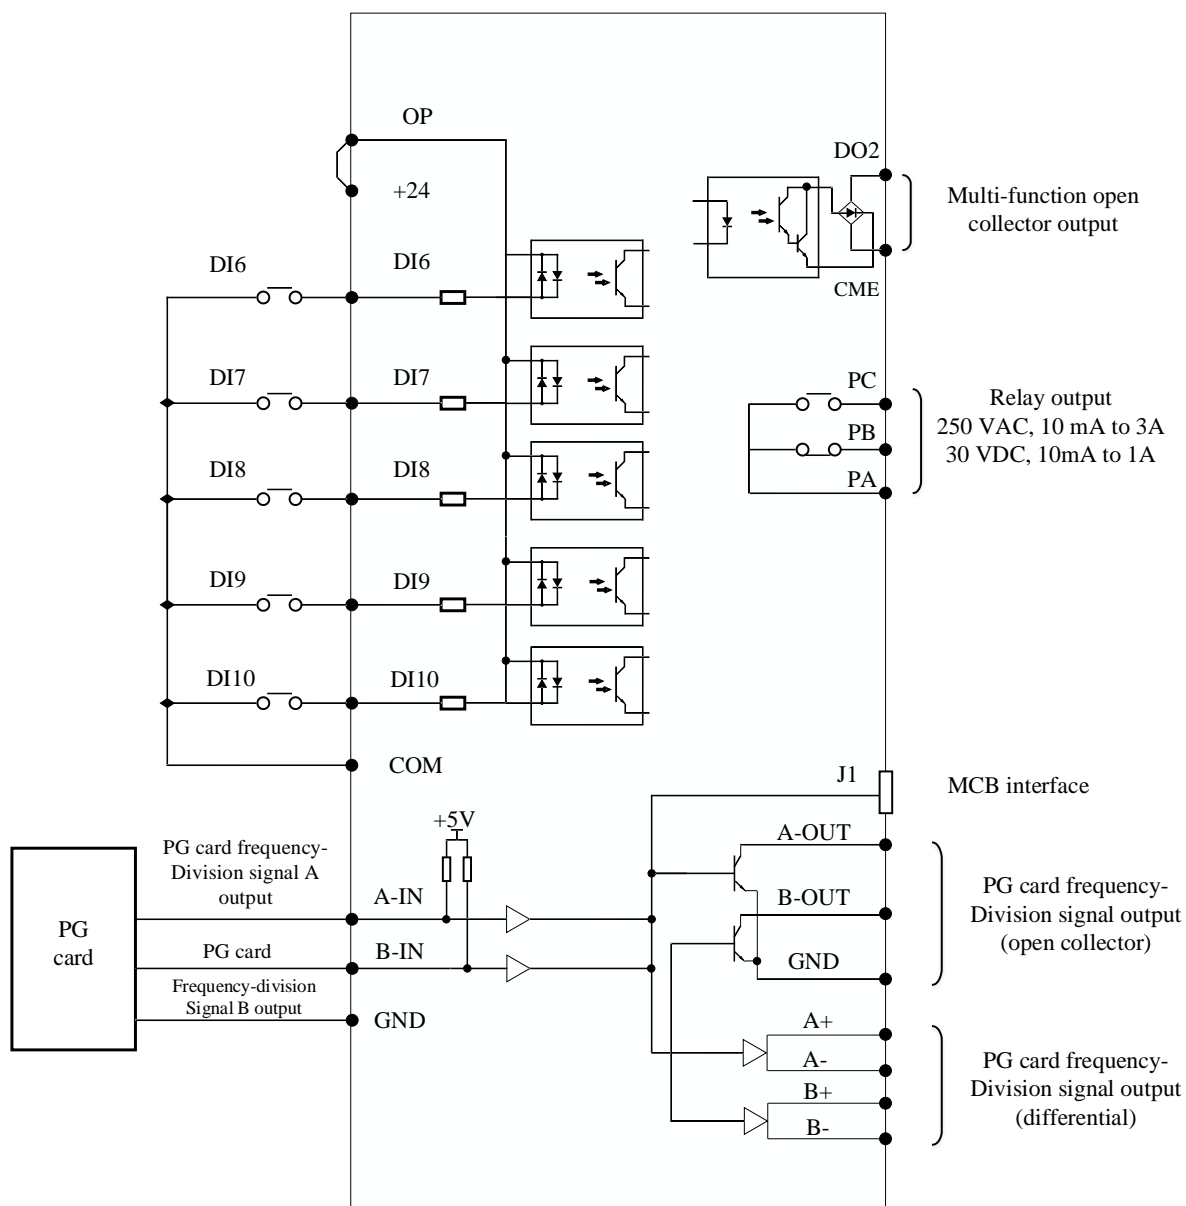 OP
+24
DO2
Multi-function open
collector output
CME
DI6
DI6
DI7
DI7
PC
PB
PA
Relay output
250 VAC, 10 mA to 3A
30 VDC, 10mA to 1A
DI8
DI8
DI9
DI9
DI10
DI10
COM
J1
MCB interface
+5V
PG card frequency-
Division signal A
output
PG
card
A-IN
PG card
B-IN
Frequency-division
Signal B output
GND
A-OUT
B-OUT
GND
PG card frequency-
Division signal output
(open collector)
A+
A-
B+
B-
PG card frequency-
Division signal output
(differential)